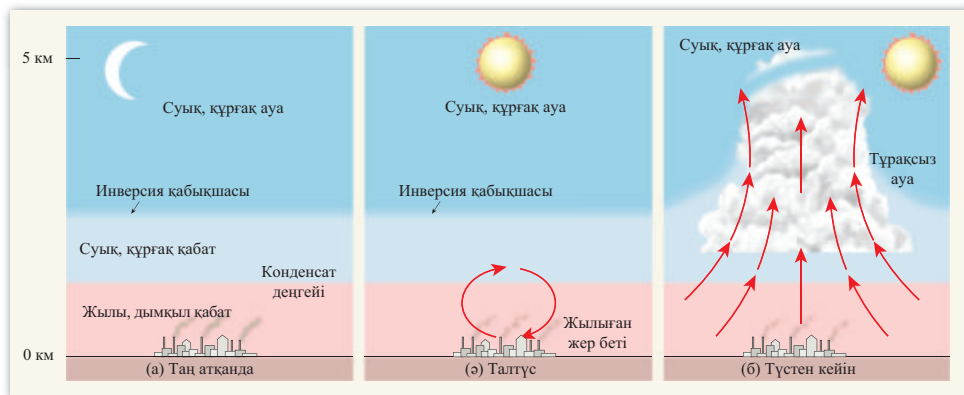 5 км
0 км
Суық, құрғақ ауа
Инверсия қабықшасы
Суық, құрғақ қабат
Конденсат
деңгейі
Жылы, дымқыл қабат
(а) Таң атқанда
Суық, құрғақ ауа
Инверсия қабықшасы
Жылыған
жер беті
(ә) Талтүс
Суық, құрғақ ауа
Тұрақсыз
ауа
(б) Түстен кейін